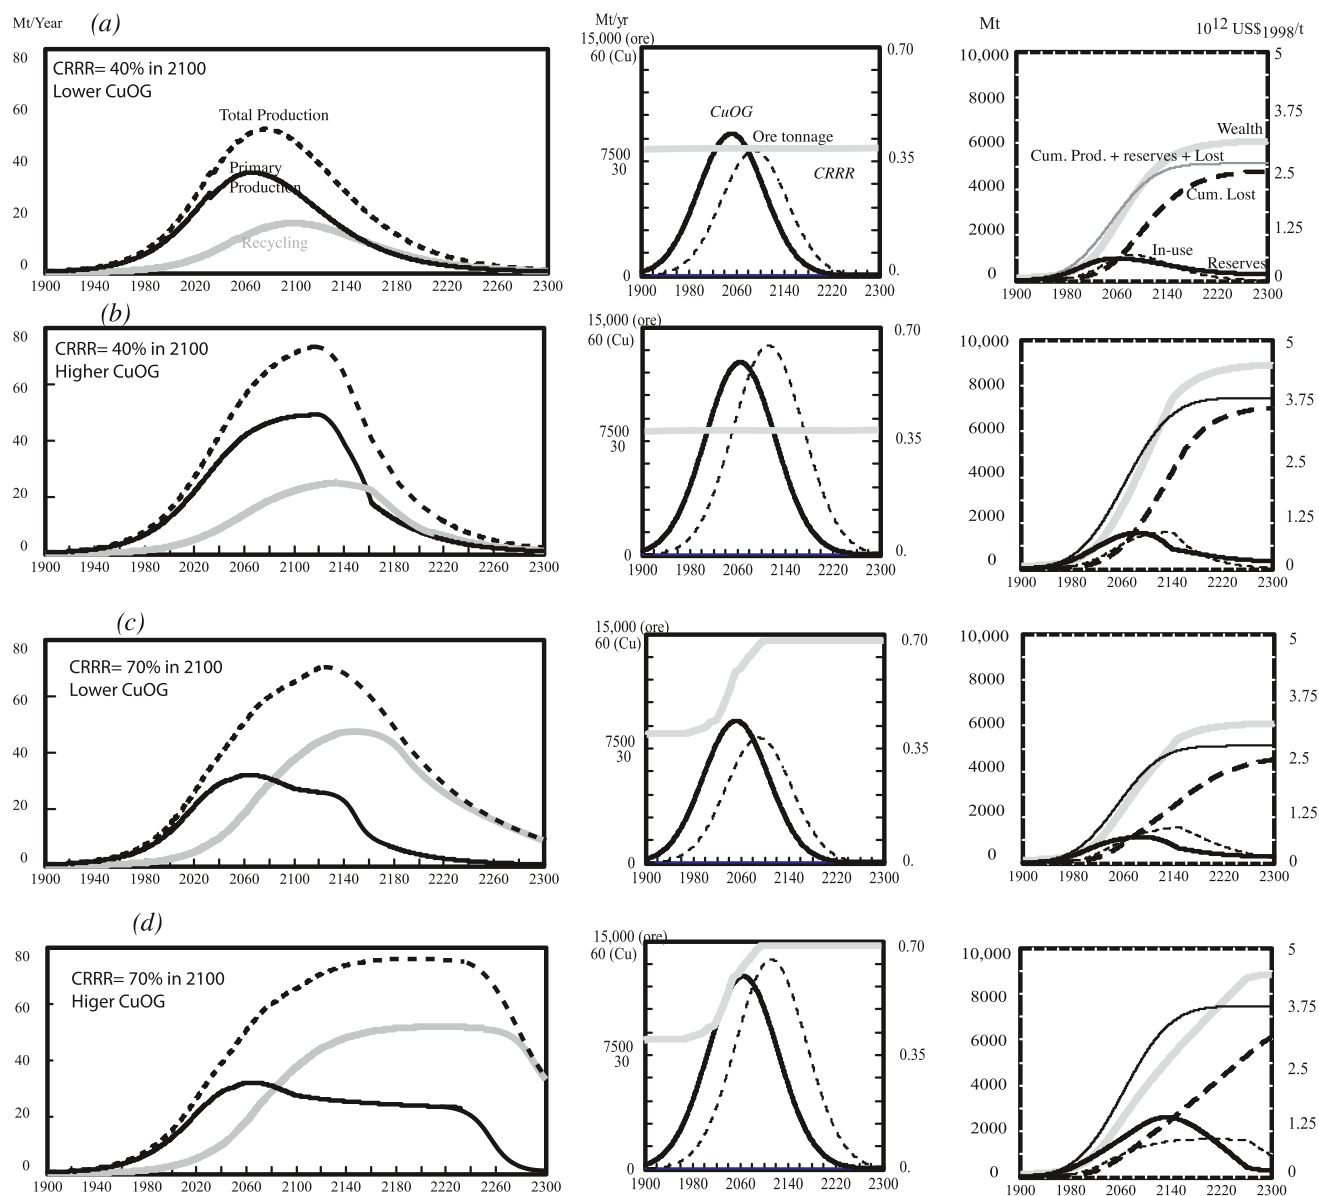 Mt/Year
(a)
80
60
40
20
0
CRRR= 40% in 2100
Lower CuOG
Total Production
Primary
Production
Recycling
1900 1940 1980 2020 2060 2100 2140 2180 2220 2260 2300
Mt/yr
15,000 (ore)
60 (Cu)
7500
30
0
CuOG
Ore tonnage
CRRR
0.70
0.35
0.
1900 1980 2060 2140 2220 2300
Mt
10,000
8000
6000
4000
2000
0
10¹² US$1998/t
5
3.75
2.5
1.25
0
Wealth
Cum. Prod. + reserves + Lost
Cum. Lost
In-use
Reserves
1900 1980 2060 2140 2220 2300
(b)
80
60
40
20
0
CRRR= 40% in 2100
Higher CuOG
1900 1940 1980 2020 2060 2100 2140 2180 2220 2260 2300
15,000 (ore)
60 (Cu)
7500
30
0
0.70
0.35
0.
1900 1980 2060 2140 2220 2300
10,000
8000
6000
4000
2000
0
5
3.75
2.5
1.25
0
1900 1980 2060 2140 2220 2300
(c)
80
60
40
20
0
CRRR= 70% in 2100
Lower CuOG
1900 1940 1980 2020 2060 2100 2140 2180 2220 2260 2300
15,000 (ore)
60 (Cu)
7500
30
0
0.70
0.35
0.
1900 1980 2060 2140 2220 2300
10,000
8000
6000
4000
2000
0
5
3.75
2.5
1.25
0
1900 1980 2060 2140 2220 2300
(d)
80
60
40
20
0
CRRR= 70% in 2100
Higer CuOG
1900 1940 1980 2020 2060 2100 2140 2180 2220 2260 2300
15,000 (ore)
60 (Cu)
7500
30
0
0.70
0.35
0.
1900 1980 2060 2140 2220 2300
10,000
8000
6000
4000
2000
0
5
3.75
2.5
1.25
0
1900 1980 2060 2140 2220 2300